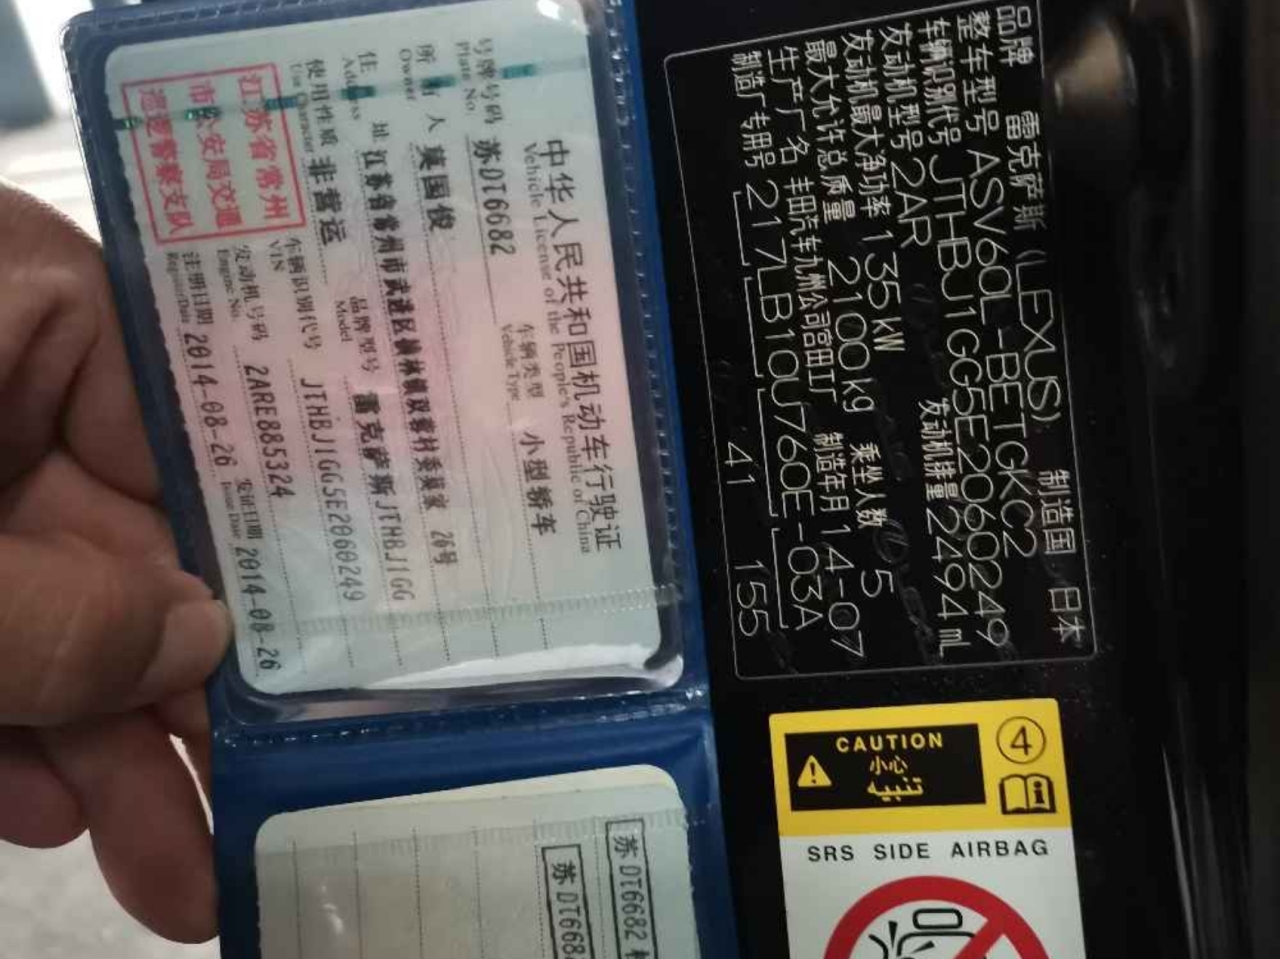 中华人民共和国机动车行驶证
Vehicle License of the People's Republic of China
号牌号码 苏DT6682 车辆类型 小型轿车
Plate No. Vehicle Type
所有人 莫国俊
Owner
住址 江苏省常州市武进区 26号
Address
使用性质 非营运 品牌型号 雷克萨斯JTHBJ1GG
Use Character Model
江苏省常州
市公安局交通
巡逻警察支队
车辆识别代号 JTHBJ1GG5E2060249
VIN
发动机号码 2ARE885324
Engine No.
注册日期 2014-08-26 发证日期 2014-08-26
Register Date Issue Date
苏DT6682
苏DT668
品牌 雷克萨斯(LEXUS) 制造国 日本
整车型号 ASV60L-BETGKC2
车辆识别代号 JTHBJ1GG5E2060249
发动机型号 2AR 发动机排量 2494mL
发动机最大净功率 135kW
最大允许总质量 2100kg 乘坐人数 5
生产厂名 丰田汽车九州公司宫田工厂 制造年月 14-07
制造厂专用号 217LB10U760E-03A
41 155
CAUTION
小心
تنبيه
4
SRS SIDE AIRBAG